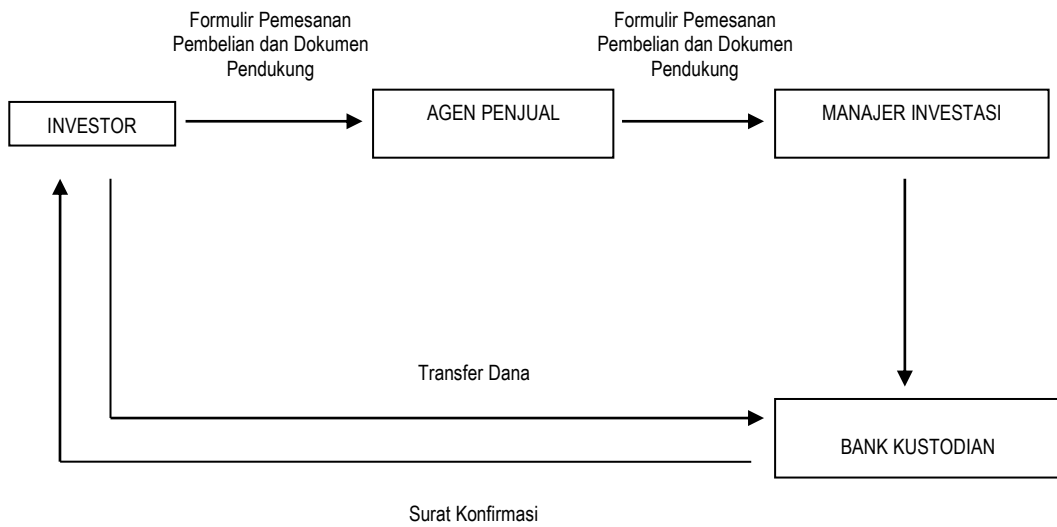 Formulir Pemesanan
Pembelian dan Dokumen
Pendukung
Formulir Pemesanan
Pembelian dan Dokumen
Pendukung
INVESTOR
AGEN PENJUAL
MANAJER INVESTASI
Transfer Dana
BANK KUSTODIAN
Surat Konfirmasi